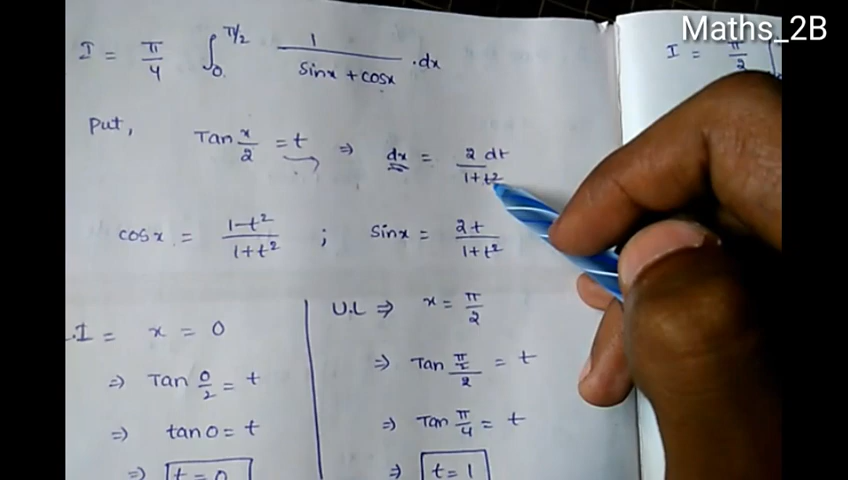 Maths_2B
I = π/4 ∫₀^π/2 1/(sinx + cosx) .dx
I = π/2
Put,
Tan x/2 = t ⇒ dx = 2 dt/(1+t²)
cosx = (1-t²)/(1+t²) ; sinx = 2t/(1+t²)
.I = x = 0
⇒ Tan 0/2 = t
⇒ tan 0 = t
⇒ t = 0
U.L ⇒ x = π/2
⇒ Tan (π/2)/2 = t
⇒ Tan π/4 = t
⇒ t = 1